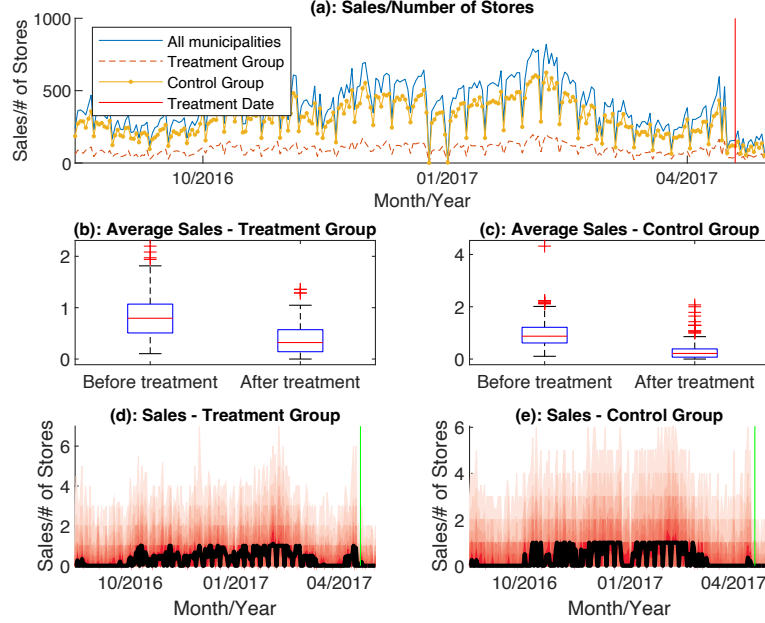 (a): Sales/Number of Stores
1000
500
0
Sales/# of Stores
All municipalities
Treatment Group
Control Group
Treatment Date
10/2016
01/2017
04/2017
Month/Year
(b): Average Sales - Treatment Group
2
1
0
Before treatment
After treatment
(c): Average Sales - Control Group
4
2
0
Before treatment
After treatment
(d): Sales - Treatment Group
Sales/# of Stores
6
4
2
0
10/2016
01/2017
04/2017
Month/Year
(e): Sales - Control Group
Sales/# of Stores
6
4
2
0
10/2016
01/2017
04/2017
Month/Year